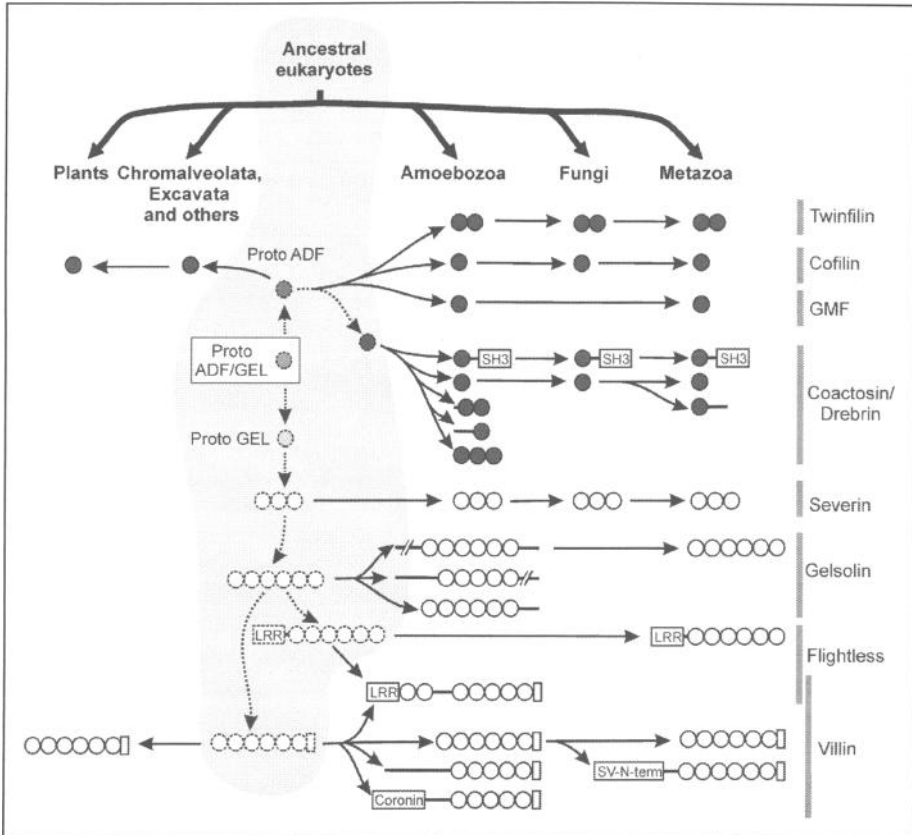 Ancestral
eukaryotes
Plants
Chromalveolata,
Excavata
and others
Amoebozoa
Fungi
Metazoa
Twinfilin
Proto ADF
Cofilin
GMF
Proto
ADF/GEL
SH3
SH3
SH3
Coactosin/
Drebrin
Proto GEL
Severin
Gelsolin
LRR
LRR
Flightless
LRR
Villin
SV-N-term
Coronin